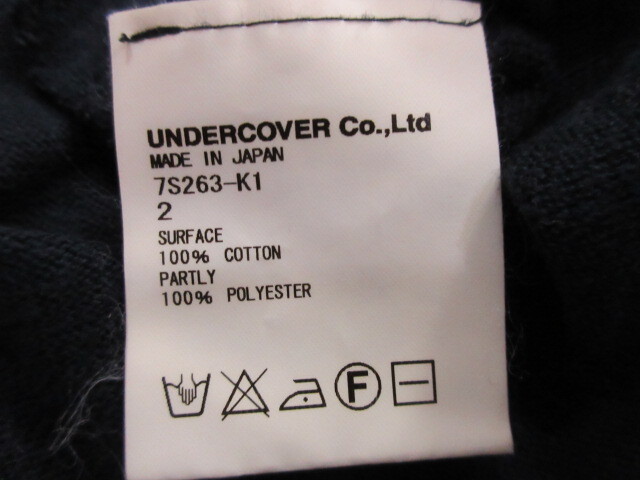 UNDERCOVER Co.,Ltd
MADE IN JAPAN
7S263-K1
2
SURFACE
100% COTTON
PARTLY
100% POLYESTER
F